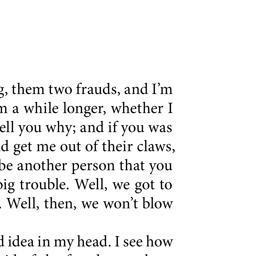 g, them two frauds, and I'm
m a while longer, whether I
ell you why; and if you was
d get me out of their claws,
be another person that you
big trouble. Well, we got to
. Well, then, we won't blow
d idea in my head. I see how